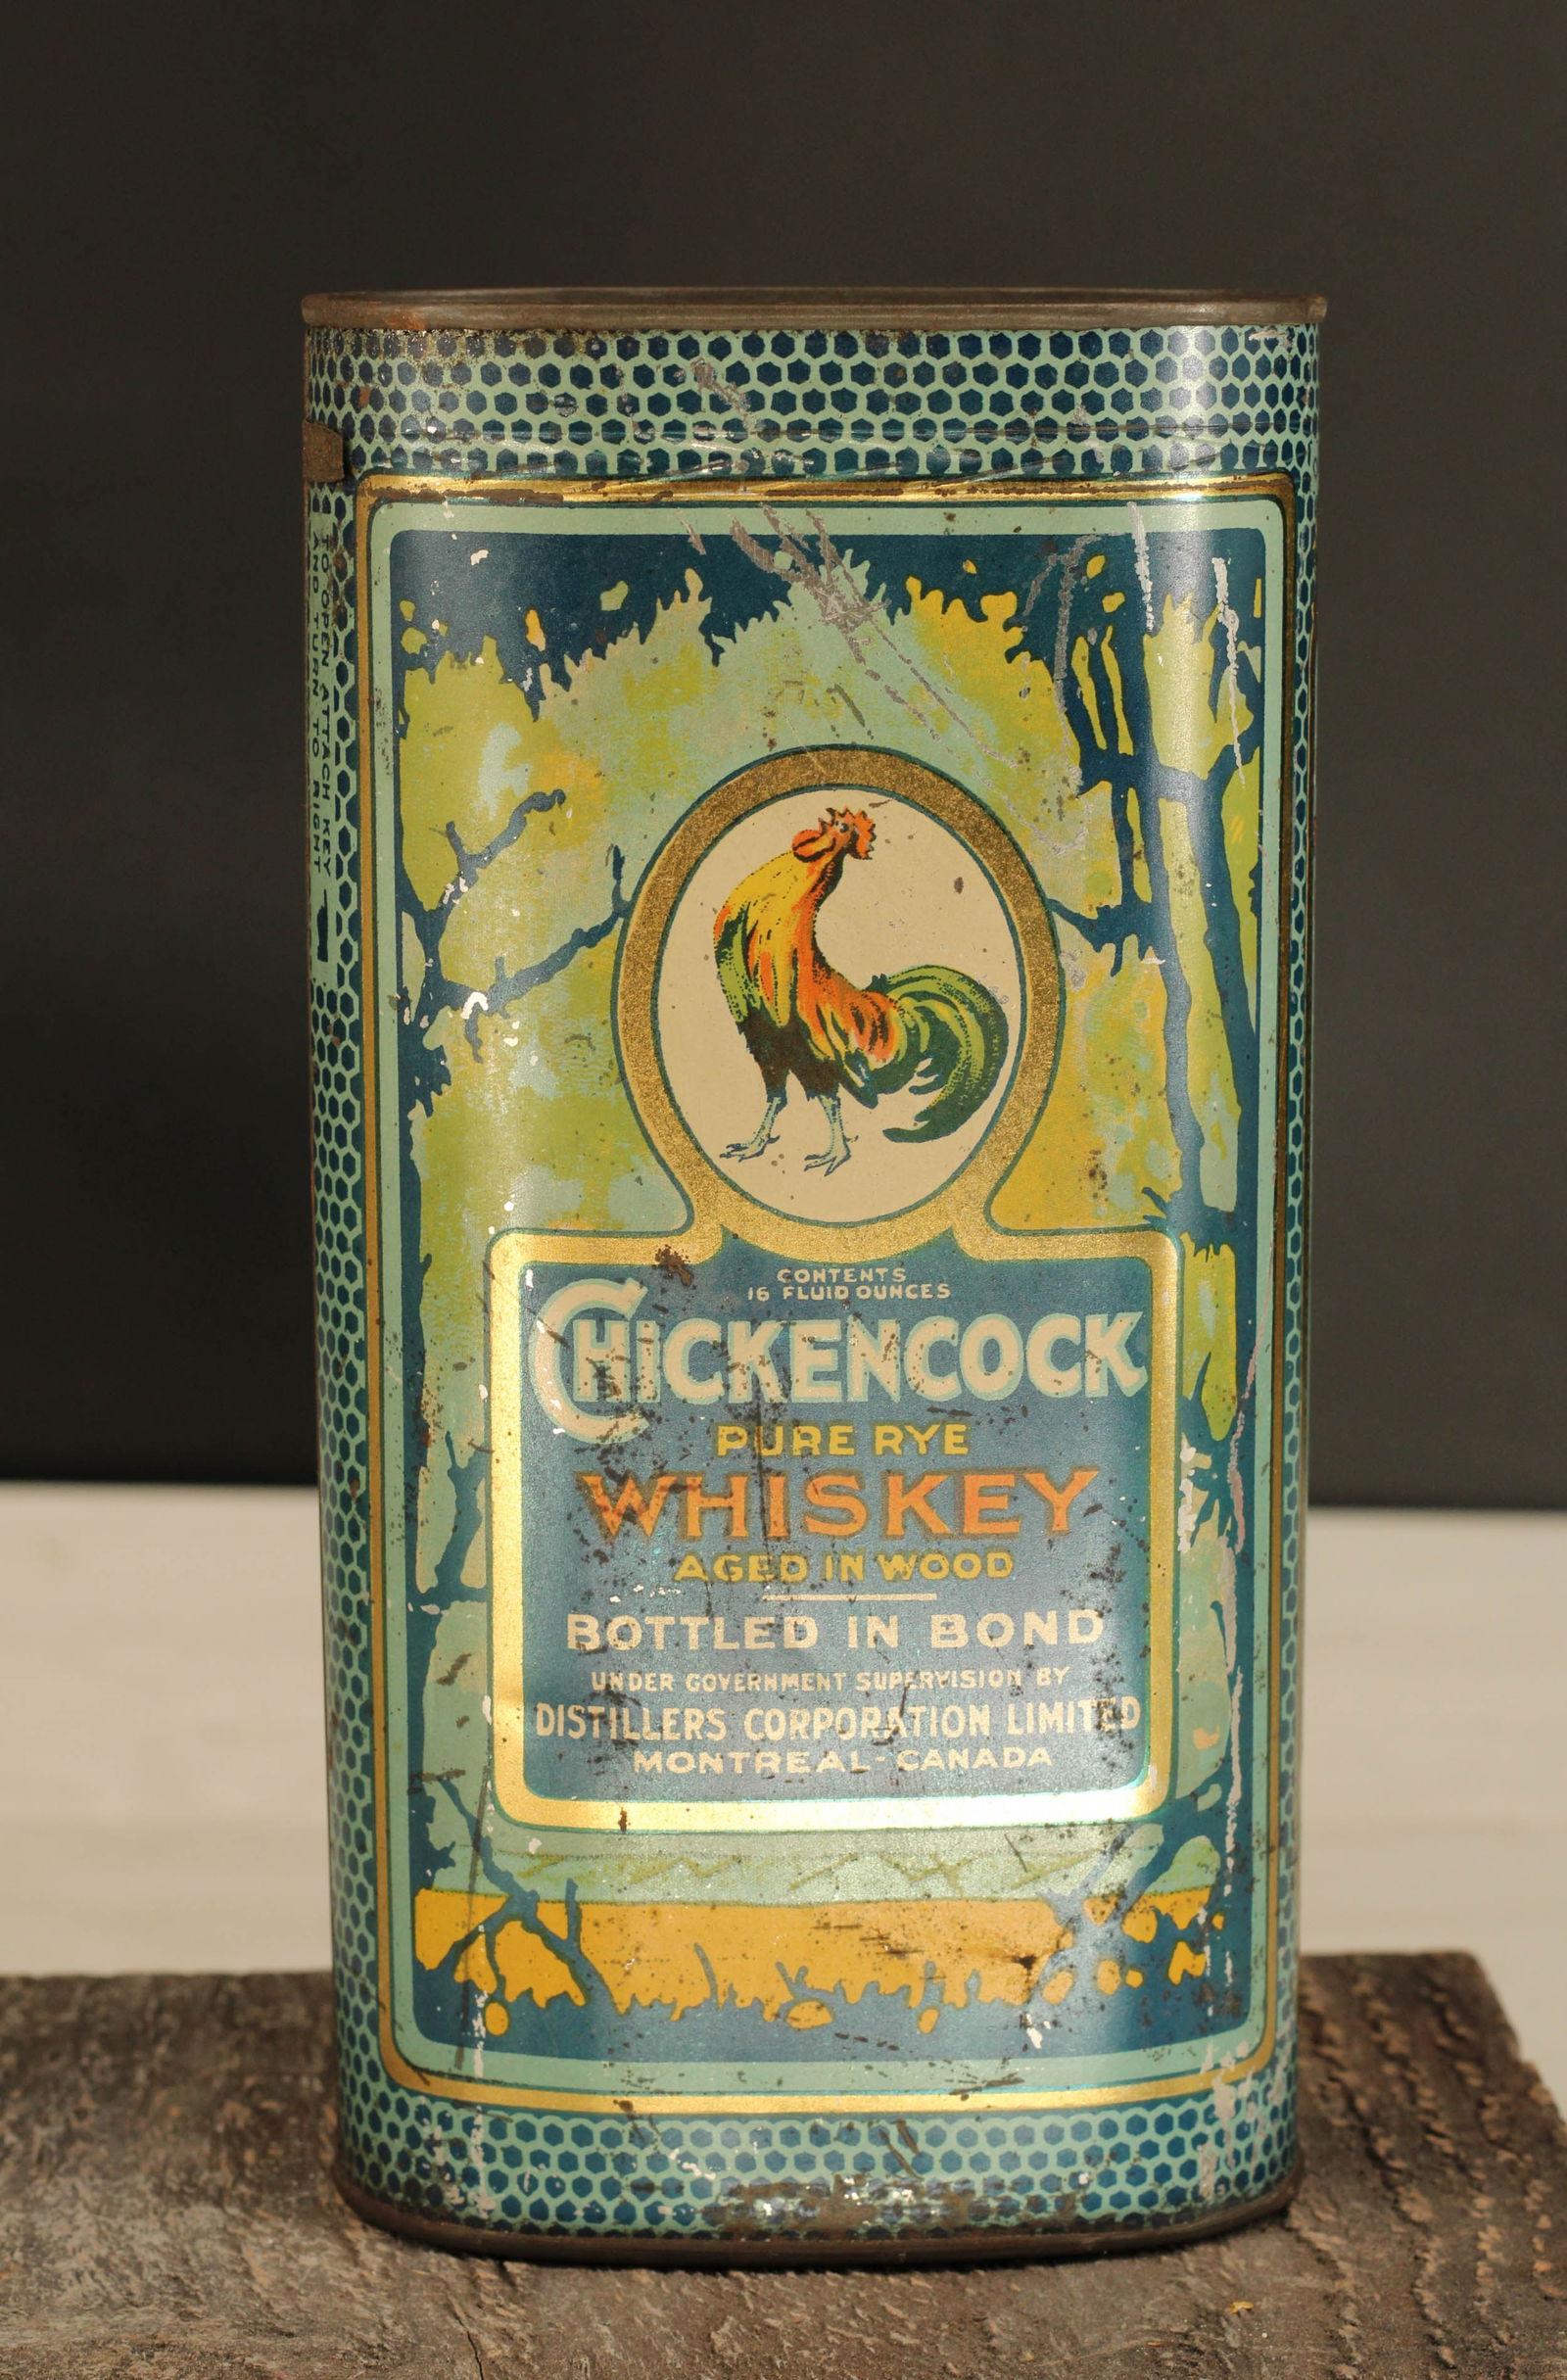 TO OPEN ATTACH KEY
AND TURN TO RIGHT
CONTENTS
16 FLUID OUNCES
CHICKENCOCK
PURE RYE
WHISKEY
AGED IN WOOD
BOTTLED IN BOND
UNDER GOVERNMENT SUPERVISION BY
DISTILLERS CORPORATION LIMITED
MONTREAL-CANADA